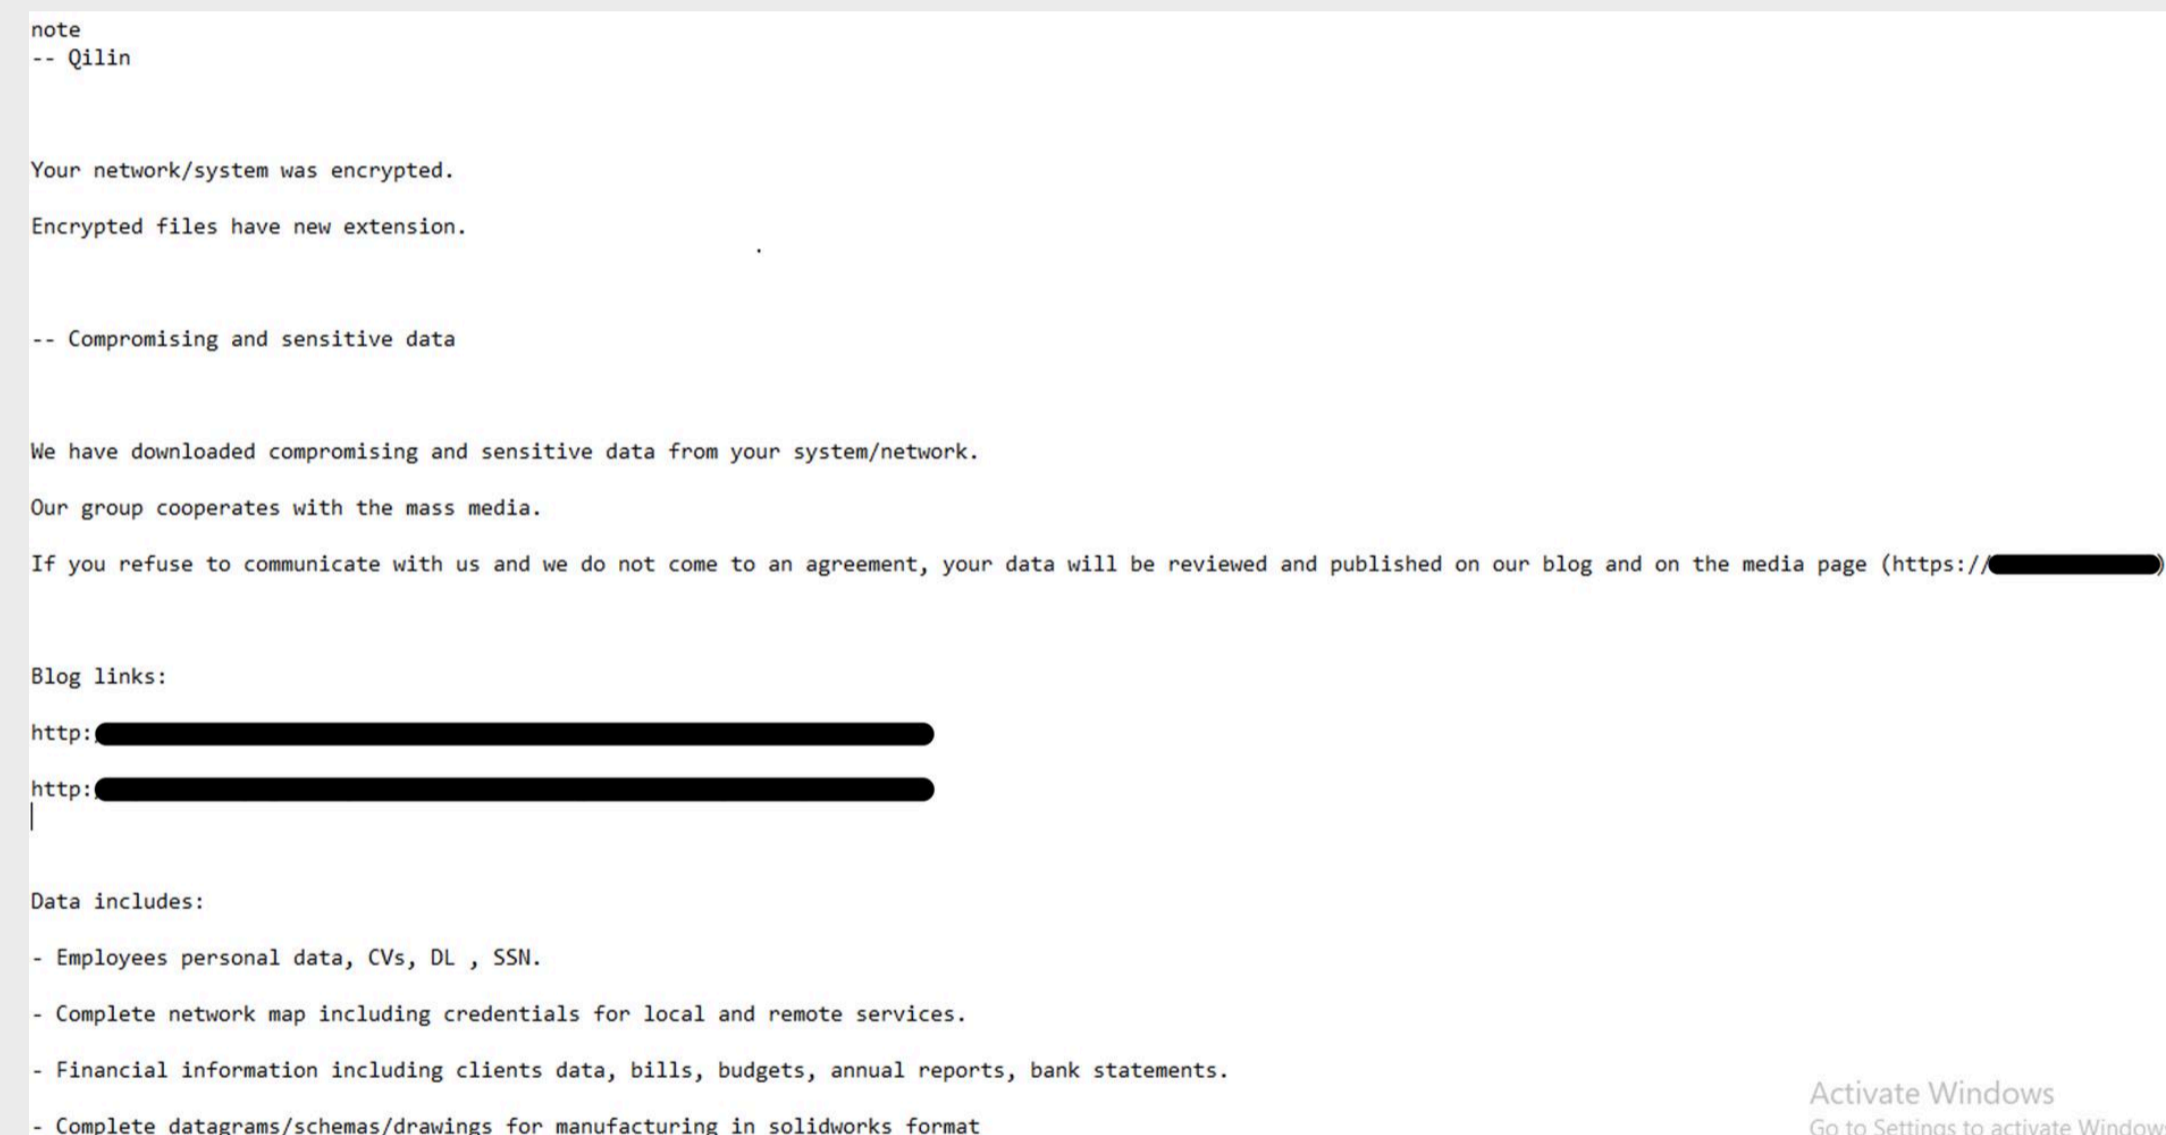 note
-- Qilin
Your network/system was encrypted.
Encrypted files have new extension.
-- Compromising and sensitive data
We have downloaded compromising and sensitive data from your system/network.
Our group cooperates with the mass media.
If you refuse to communicate with us and we do not come to an agreement, your data will be reviewed and published on our blog and on the media page (https:// )
Blog links:
http:
http:
Data includes:
- Employees personal data, CVs, DL , SSN.
- Complete network map including credentials for local and remote services.
- Financial information including clients data, bills, budgets, annual reports, bank statements.
- Complete datagrams/schemas/drawings for manufacturing in solidworks format
Activate Windows
Go to Settings to activate Windows